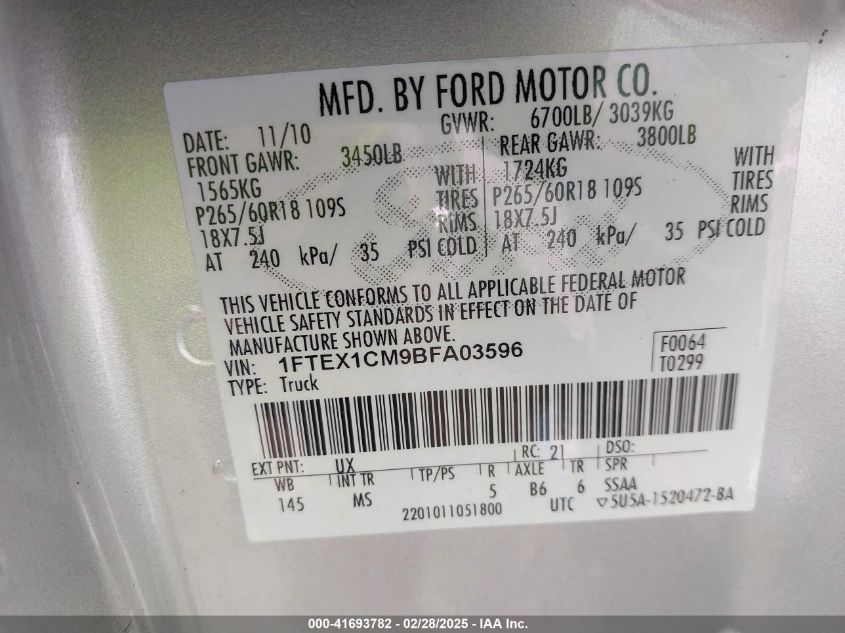 MFD. BY FORD MOTOR CO.
DATE: 11/10 GVWR: 6700LB/ 3039KG
FRONT GAWR: 3450LB REAR GAWR: 3800LB
1565KG WITH 1724KG WITH
P265/60R18 109S TIRES P265/60R18 109S TIRES
18X7.5J RIMS 18X7.5J RIMS
AT 240 kPa/ 35 PSI COLD AT 240 kPa/ 35 PSI COLD
THIS VEHICLE CONFORMS TO ALL APPLICABLE FEDERAL MOTOR
VEHICLE SAFETY STANDARDS IN EFFECT ON THE DATE OF
MANUFACTURE SHOWN ABOVE.
VIN: 1FTEX1CM9BFA03596 F0064
TYPE: Truck T0299
EXT PNT: UX RC: 21 DSO:
WB INT TR TP/PS R AXLE TR SPR
145 MS 5 B6 6 SSAA
2201011051800 UTC ▽5U5A-1520472-BA
000-41693782 - 02/28/2025 - IAA Inc.